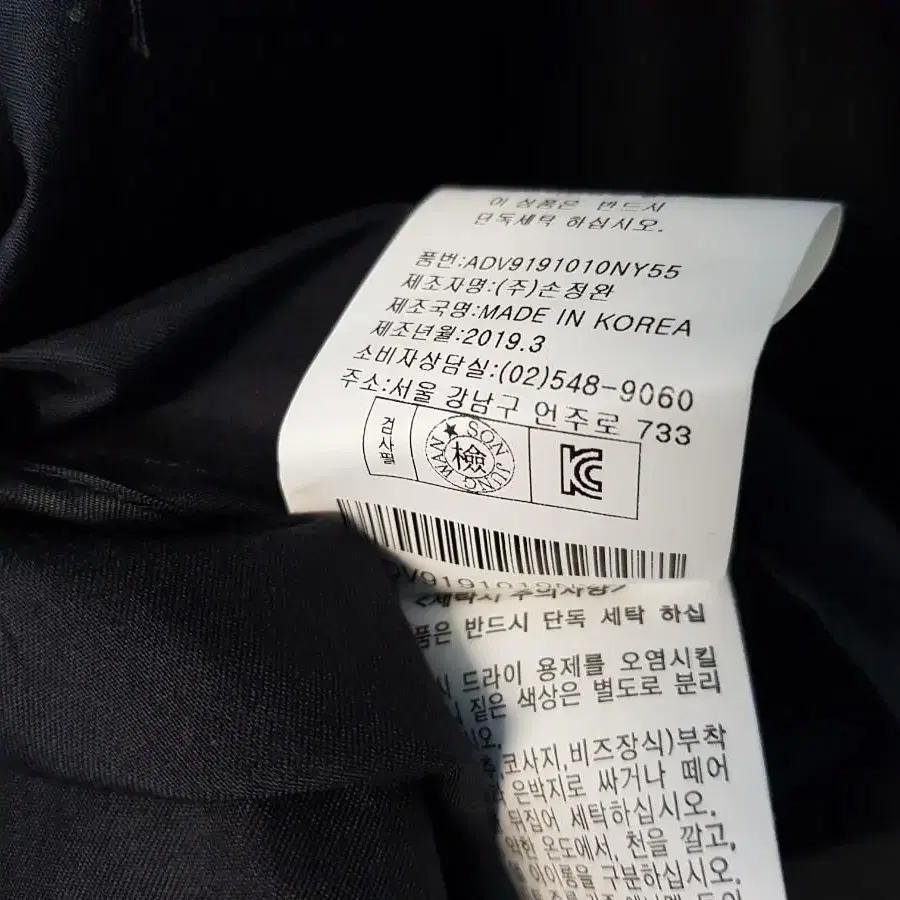 이 상품은 반드시
단독세탁 하십시오.
품번:ADV9191010NY55
제조자명:(주)손정완
제조국명:MADE IN KOREA
제조년월:2019.3
소비자상담실:(02)548-9060
주소:서울 강남구 언주로 733
검사필
SON JUNG WAN
檢
KC
<세탁시 주의사항>
품은 반드시 단독 세탁 하십
시 드라이 용제를 오염시킬
짙은 색상은 별도로 분리
오.
코사지,비즈장식)부착
은박지로 싸거나 떼어
뒤집어 세탁하십시오.
온도에서, 천을 깔고,
아이롱을 구분하십시오.